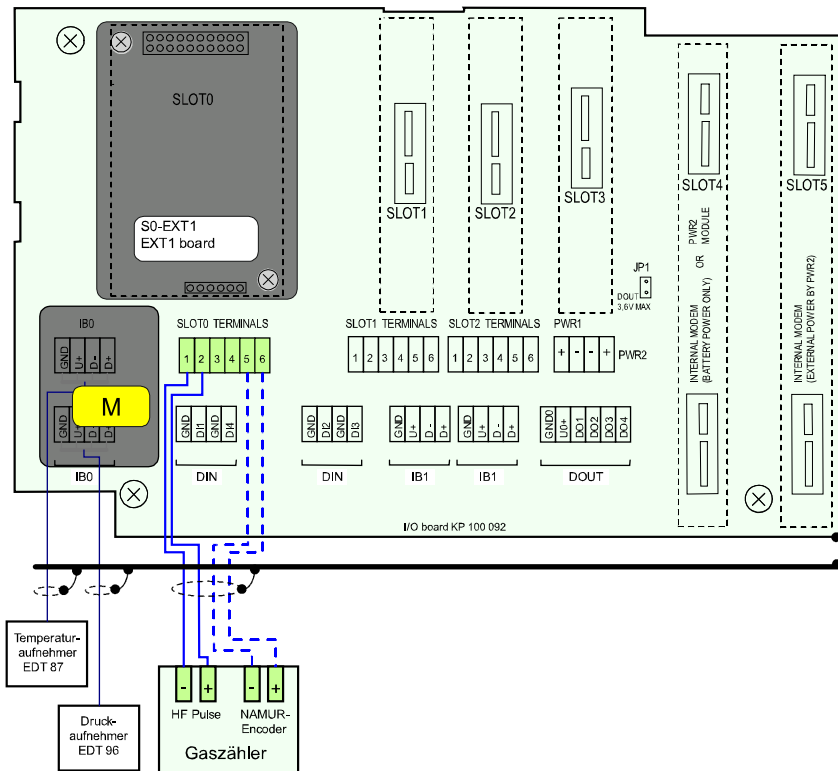 SLOT0
S0-EXT1
EXT1 board
SLOT1
SLOT2
SLOT3
SLOT4
SLOT5
INTERNAL MODEM
(BATTERY POWER ONLY)
OR
PWR2
MODULE
INTERNAL MODEM
(EXTERNAL POWER BY PWR2)
JP1
DOUT
3,6V MAX
IB0
GND U+ D- D+
SLOT0 TERMINALS
1 2 3 4 5 6
SLOT1 TERMINALS
1 2 3 4 5 6
SLOT2 TERMINALS
1 2 3 4 5 6
PWR1
+ - - +
PWR2
M
GND U+ D- D+
IB0
GND DI1 GND DI4
DIN
GND DI2 GND DI3
DIN
GND U+ D- D+
IB1
GND U+ D- D+
IB1
GND0 U0+ DO1 DO2 DO3 DO4
DOUT
I/O board KP 100 092
Temperatur-
aufnehmer
EDT 87
Druck-
aufnehmer
EDT 96
- + - +
HF Pulse
NAMUR-
Encoder
Gaszähler